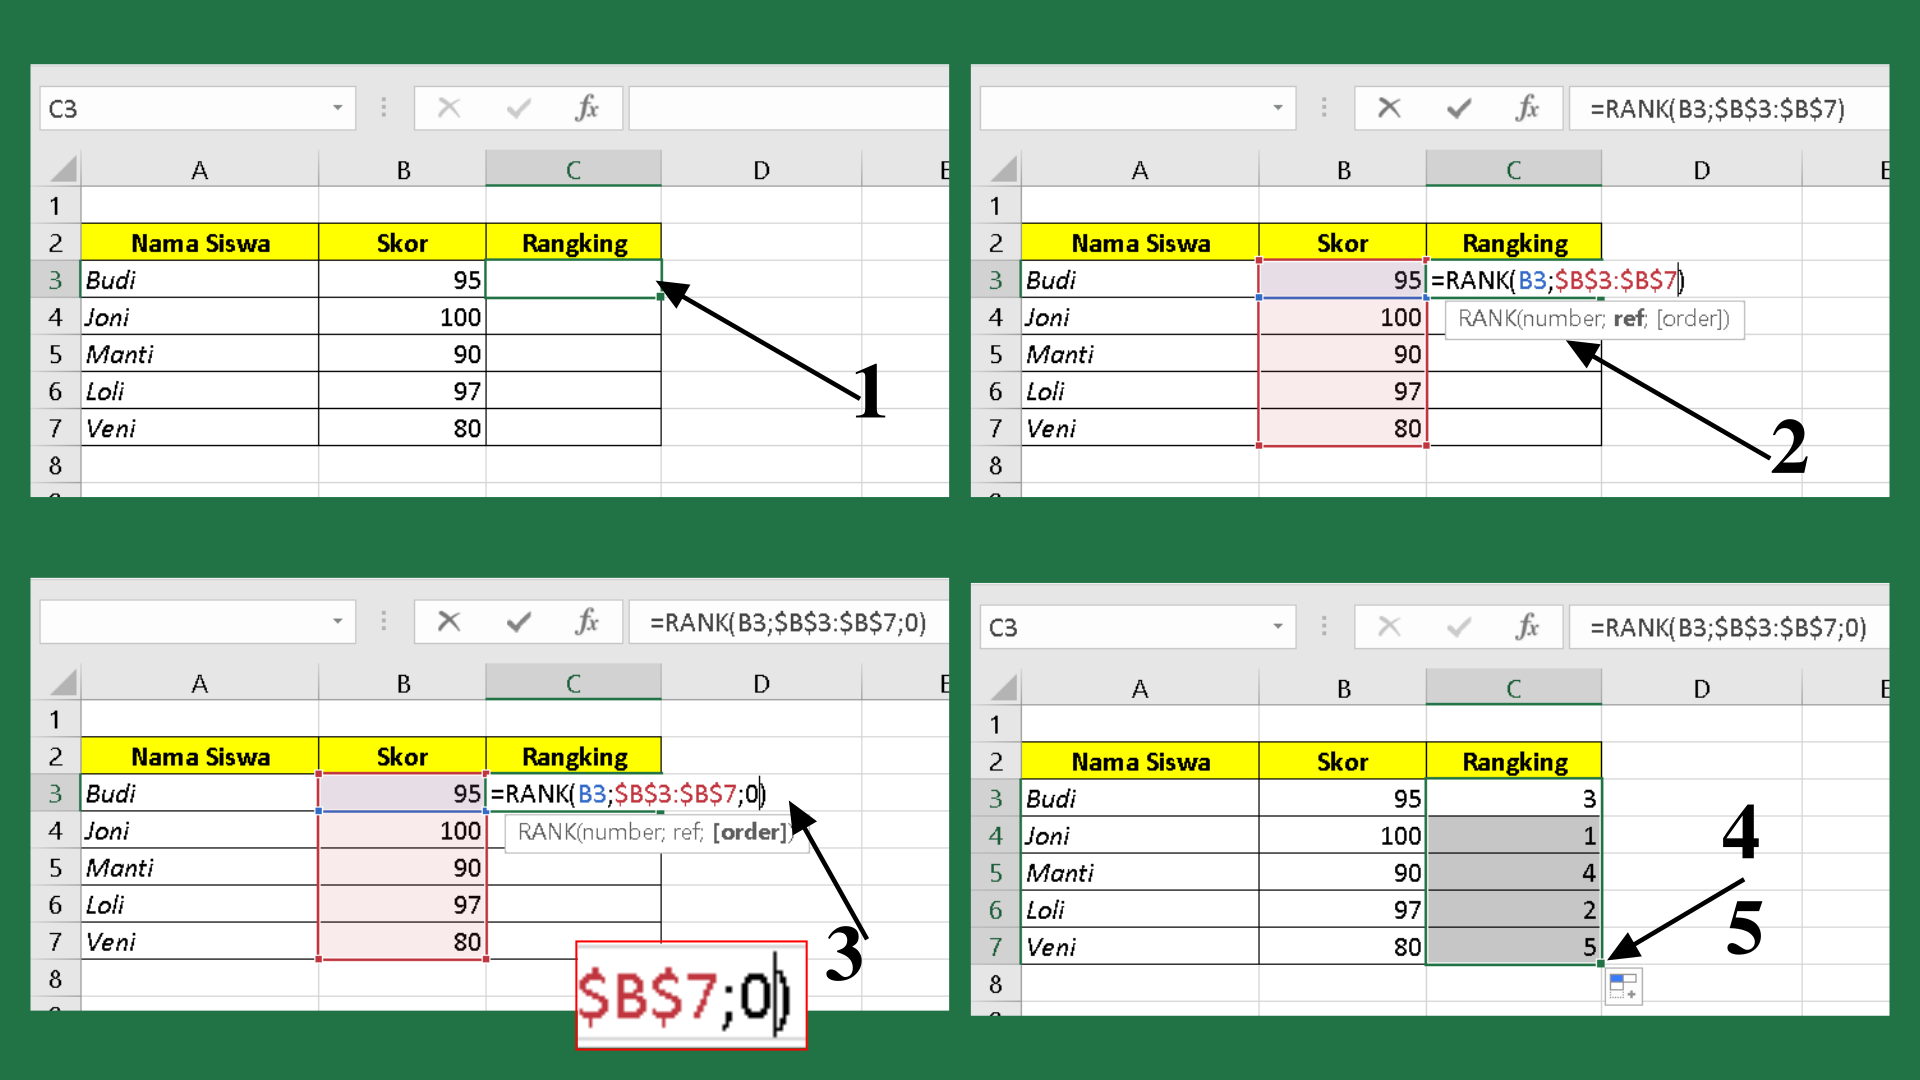 C3
fx
A B C D E
1
2 Nama Siswa Skor Rangking
3 Budi 95
4 Joni 100
5 Manti 90
6 Loli 97
7 Veni 80
8
1
fx =RANK(B3;$B$3:$B$7)
A B C D E
1
2 Nama Siswa Skor Rangking
3 Budi 95 =RANK(B3;$B$3:$B$7)
4 Joni 100 RANK(number; ref; [order])
5 Manti 90
6 Loli 97
7 Veni 80
8
2
fx =RANK(B3;$B$3:$B$7;0)
A B C D E
1
2 Nama Siswa Skor Rangking
3 Budi 95 =RANK(B3;$B$3:$B$7;0)
4 Joni 100 RANK(number; ref; [order])
5 Manti 90
6 Loli 97
7 Veni 80
8
3
$B$7;0)
C3 fx =RANK(B3;$B$3:$B$7;0)
A B C D E
1
2 Nama Siswa Skor Rangking
3 Budi 95 3
4 Joni 100 1
5 Manti 90 4
6 Loli 97 2
7 Veni 80 5
8
4
5